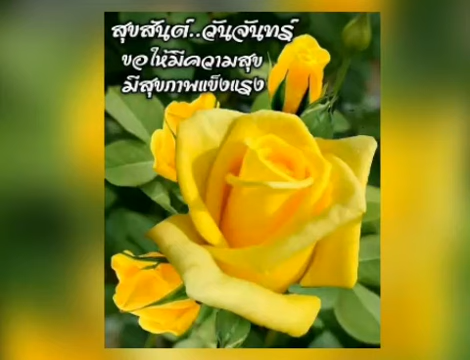 สุขสันต์..วันจันทร์
ขอให้มีความสุข
มีสุขภาพแข็งแรง